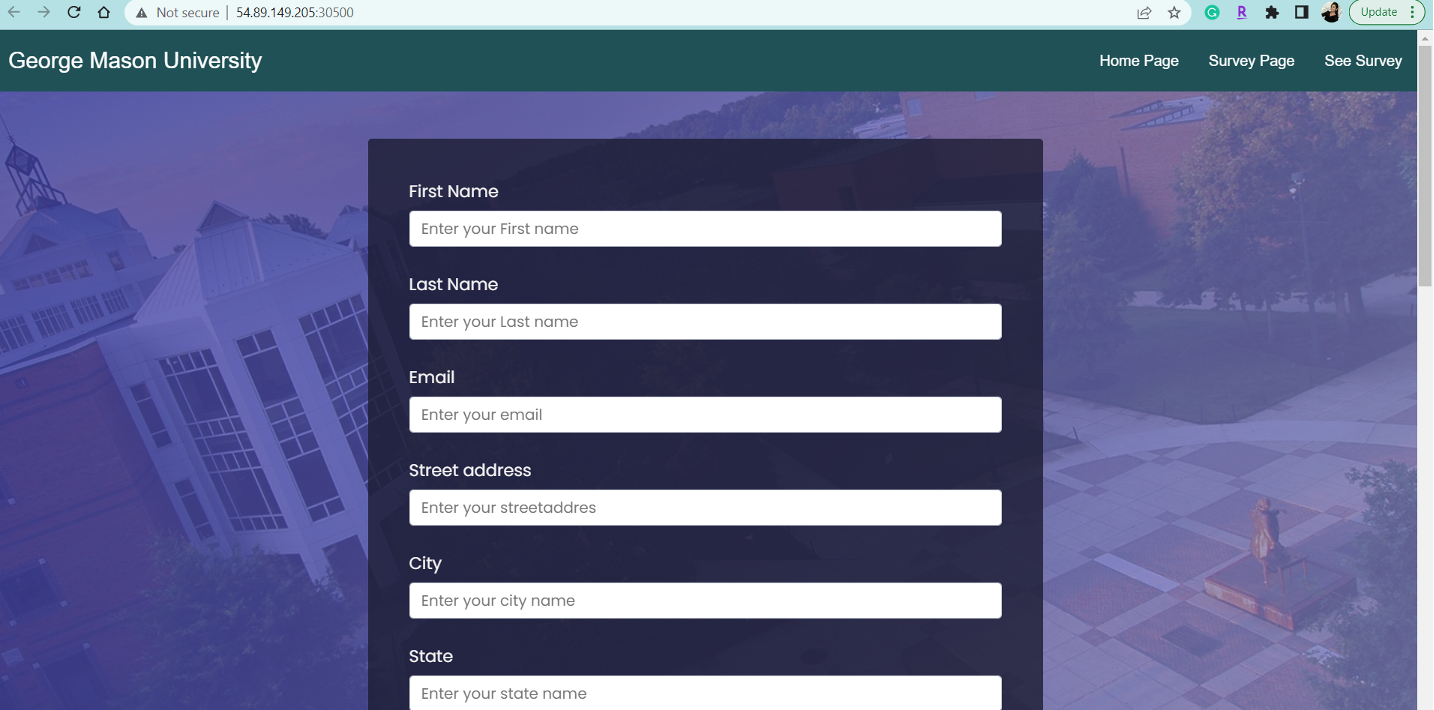 Not secure | 54.89.149.205:30500
Update
George Mason University
Home Page
Survey Page
See Survey
First Name
Enter your First name
Last Name
Enter your Last name
Email
Enter your email
Street address
Enter your streetaddres
City
Enter your city name
State
Enter your state name